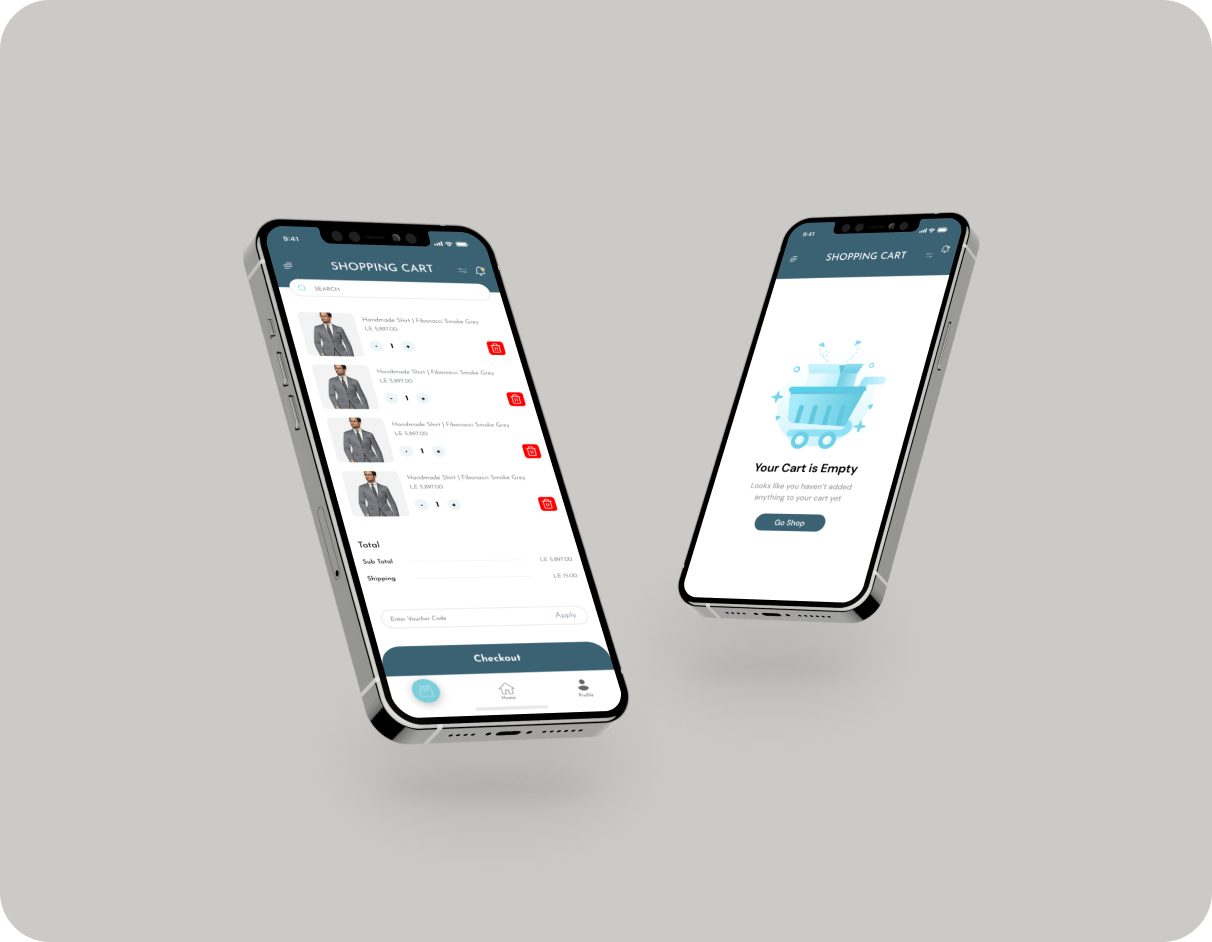 9:41
SHOPPING CART
SEARCH
Handmade Shirt | Fibonacci Smoke Grey
LE 5,897.00
- 1 +
Handmade Shirt | Fibonacci Smoke Grey
LE 5,897.00
- 1 +
Handmade Shirt | Fibonacci Smoke Grey
LE 5,897.00
- 1 +
Handmade Shirt | Fibonacci Smoke Grey
LE 5,897.00
- 1 +
Total
Sub Total LE 5,897.00
Shipping LE 15.00
Enter Voucher Code Apply
Checkout
Home Profile
9:41
SHOPPING CART
Your Cart is Empty
Looks like you haven't added
anything to your cart yet
Go Shop